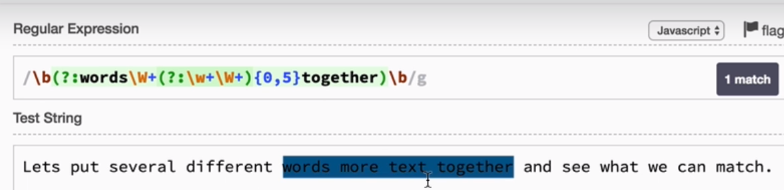 Regular Expression
Javascript flag
/\b(?:words\W+(?:\w+\W+){0,5}together)\b/g
1 match
Test String
Lets put several different words more text together and see what we can match.